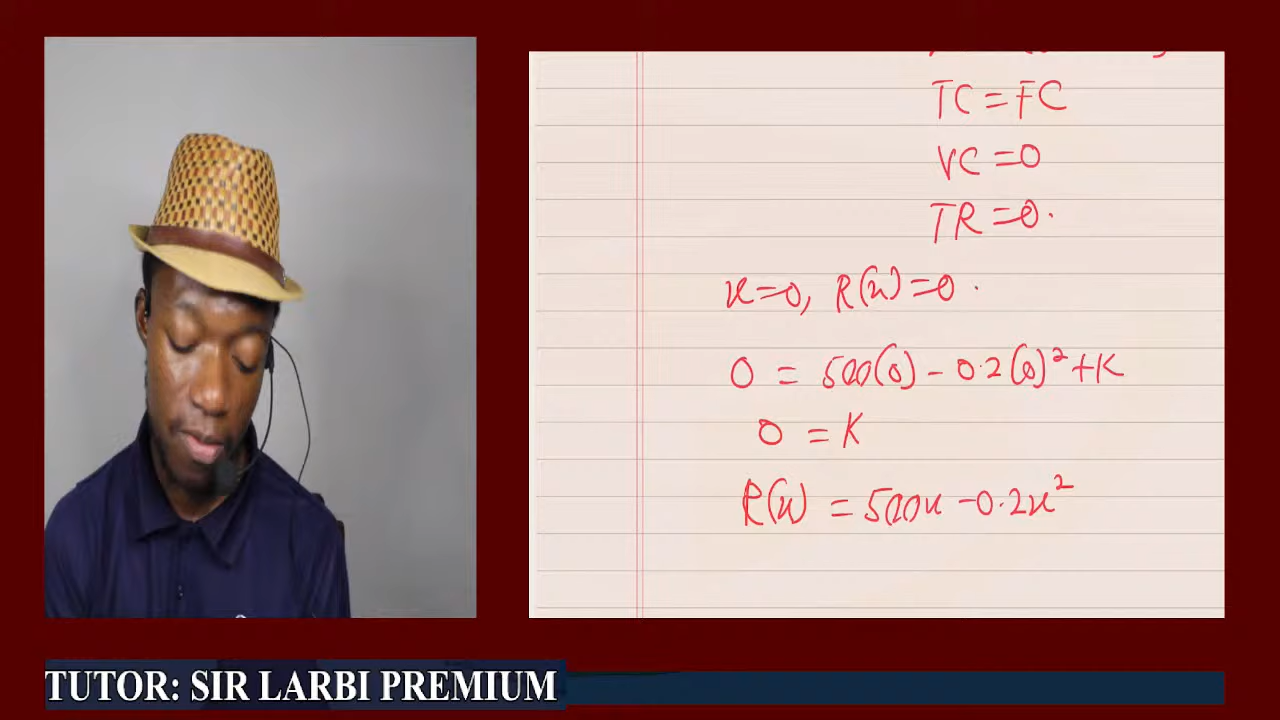 TC = FC
VC = 0
TR = 0.
x = 0, R(x) = 0.
0 = 500(0) - 0.2(0)² + K
0 = K
R(x) = 500x - 0.2x²
TUTOR: SIR LARBI PREMIUM